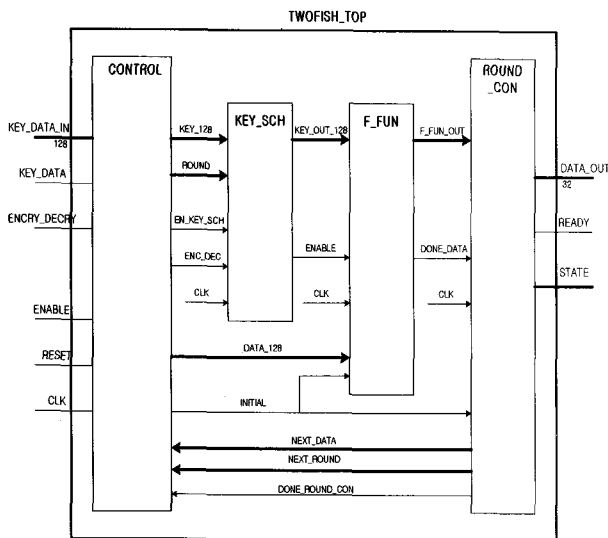 TWOFISH_TOP
CONTROL
ROUND
_CON
KEY_SCH
F_FUN
KEY_DATA_IN
128
KEY_128
KEY_OUT_128
F_FUN_OUT
KEY_DATA
ROUND
DATA_OUT
32
ENCRY_DECRY
EN_KEY_SCH
READY
ENC_DEC
ENABLE
DONE_DATA
STATE
CLK
CLK
CLK
ENABLE
RESET
DATA_128
CLK
INITIAL
NEXT_DATA
NEXT_ROUND
DONE_ROUND_CON